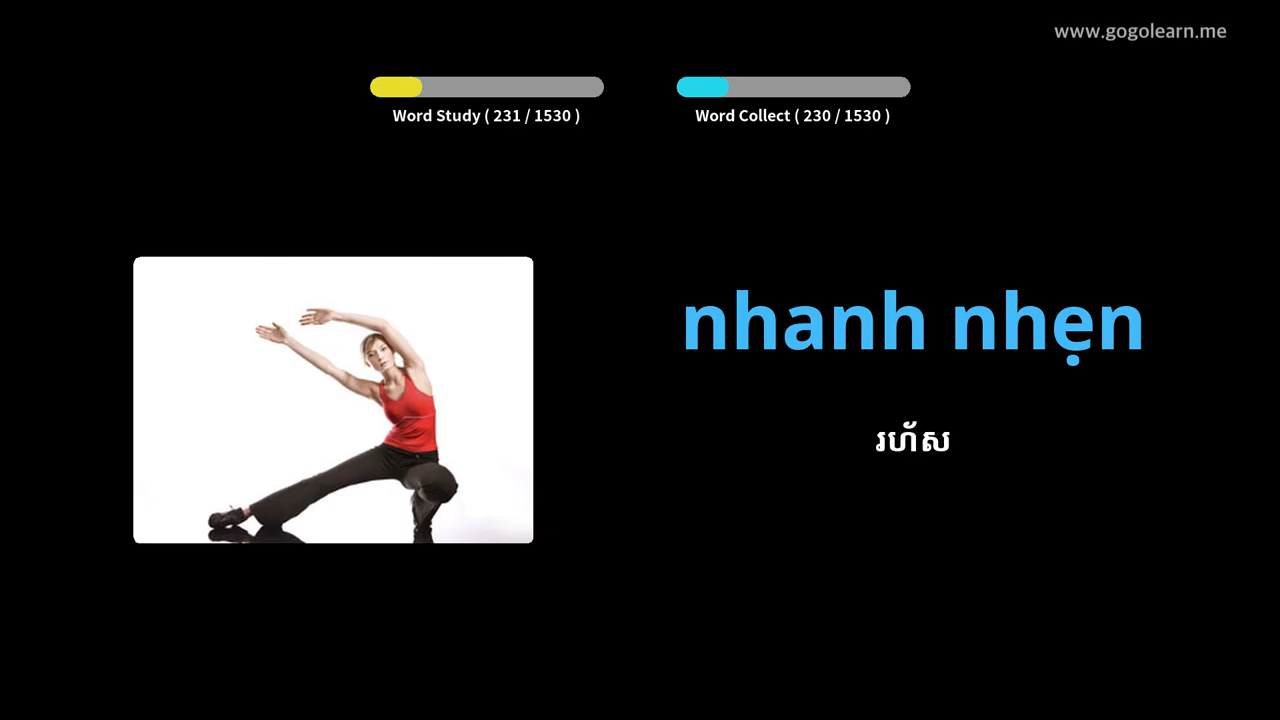 www.gogolearn.me
Word Study ( 231 / 1530 )
Word Collect ( 230 / 1530 )
nhanh nhẹn
រហ័ស